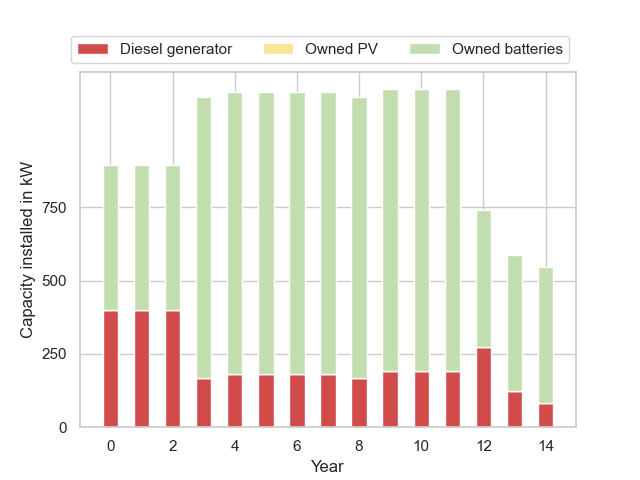 Diesel generator Owned PV Owned batteries
Capacity installed in kW
750
500
250
0
0 2 4 6 8 10 12 14
Year